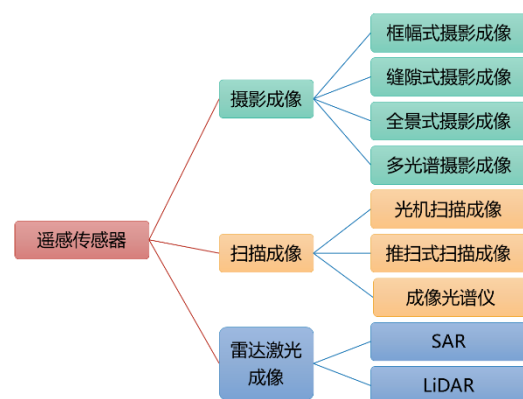 遥感传感器
摄影成像
框幅式摄影成像
缝隙式摄影成像
全景式摄影成像
多光谱摄影成像
扫描成像
光机扫描成像
推扫式扫描成像
成像光谱仪
雷达激光
成像
SAR
LiDAR